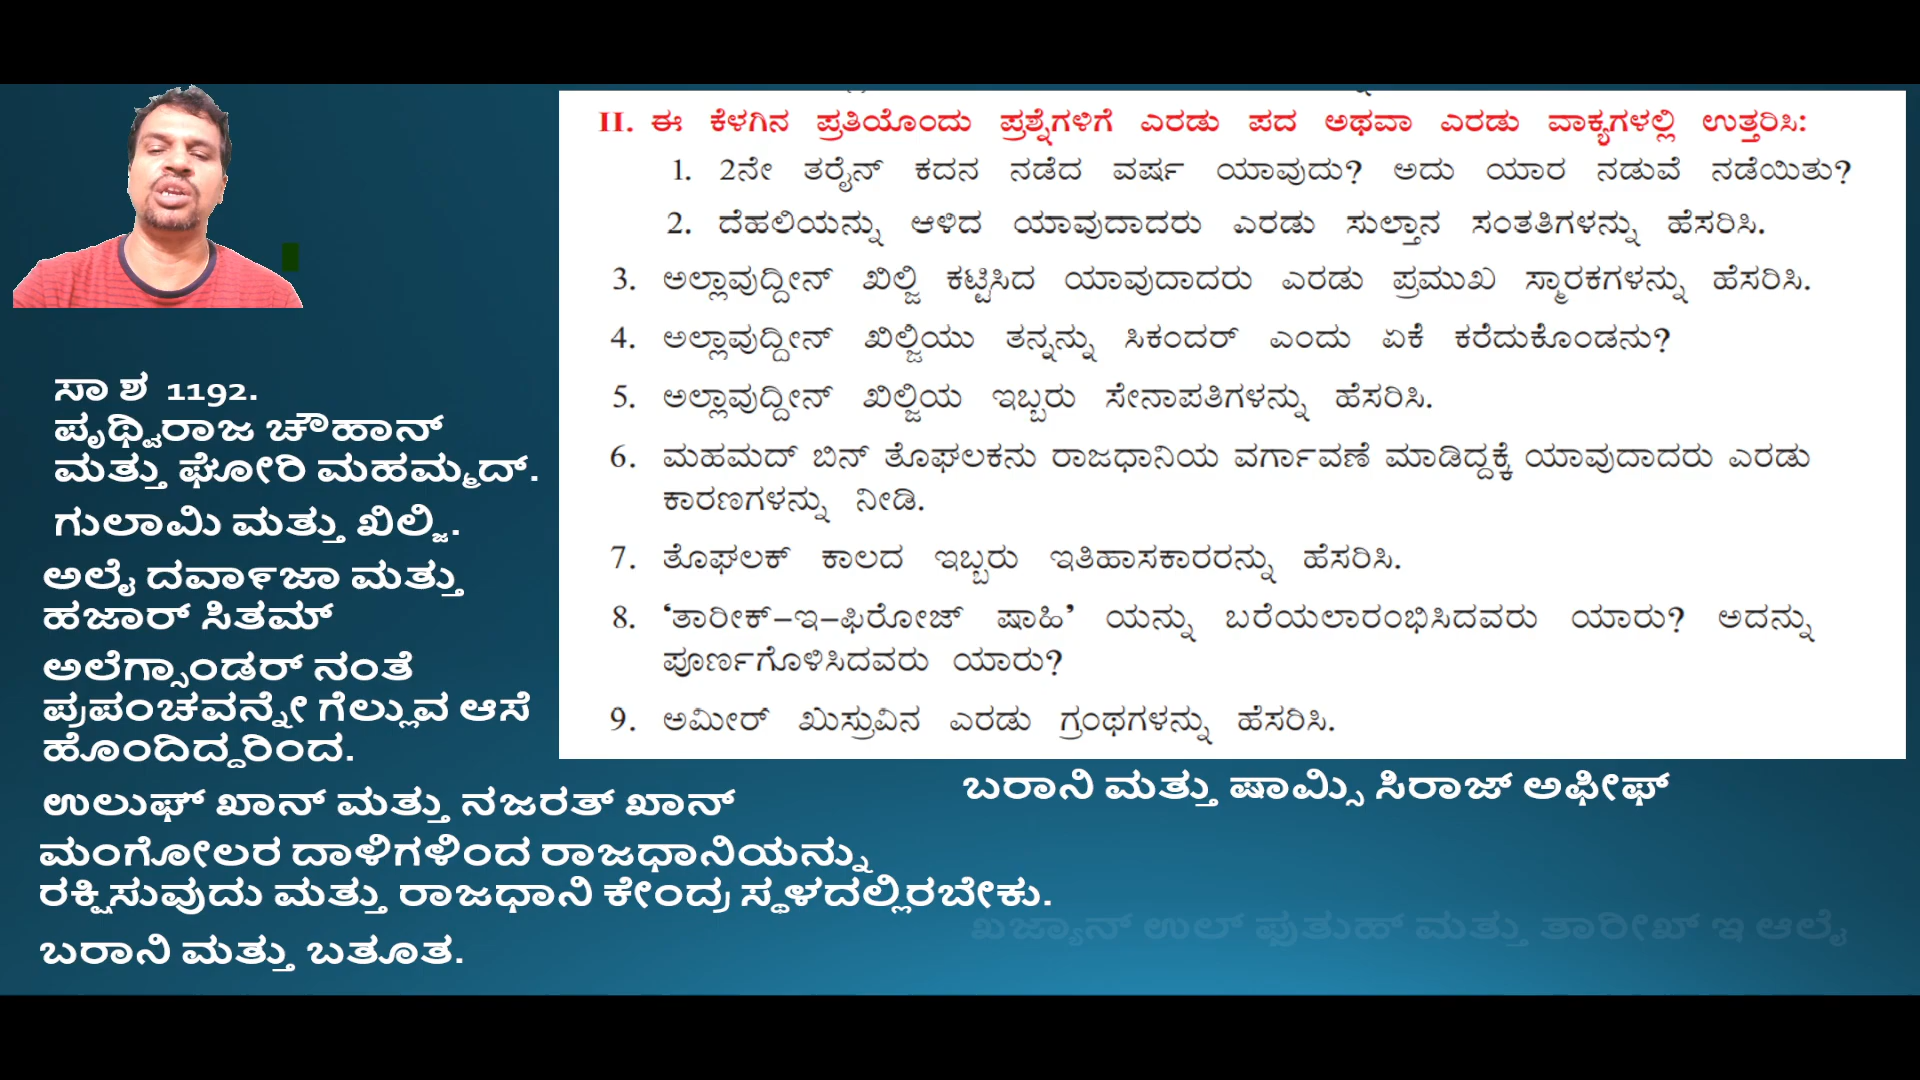 II. ಈ ಕೆಳಗಿನ ಪ್ರತಿಯೊಂದು ಪ್ರಶ್ನೆಗಳಿಗೆ ಎರಡು ಪದ ಅಥವಾ ಎರಡು ವಾಕ್ಯಗಳಲ್ಲಿ ಉತ್ತರಿಸಿ:
1. 2ನೇ ತರೈನ್ ಕದನ ನಡೆದ ವರ್ಷ ಯಾವುದು? ಅದು ಯಾರ ನಡುವೆ ನಡೆಯಿತು?
2. ದೆಹಲಿಯನ್ನು ಆಳಿದ ಯಾವುದಾದರು ಎರಡು ಸುಲ್ತಾನ ಸಂತತಿಗಳನ್ನು ಹೆಸರಿಸಿ.
3. ಅಲ್ಲಾವುದ್ದೀನ್ ಖಿಲ್ಜಿ ಕಟ್ಟಿಸಿದ ಯಾವುದಾದರು ಎರಡು ಪ್ರಮುಖ ಸ್ಮಾರಕಗಳನ್ನು ಹೆಸರಿಸಿ.
4. ಅಲ್ಲಾವುದ್ದೀನ್ ಖಿಲ್ಜಿಯು ತನ್ನನ್ನು ಸಿಕಂದರ್ ಎಂದು ಏಕೆ ಕರೆದುಕೊಂಡನು?
5. ಅಲ್ಲಾವುದ್ದೀನ್ ಖಿಲ್ಜಿಯ ಇಬ್ಬರು ಸೇನಾಪತಿಗಳನ್ನು ಹೆಸರಿಸಿ.
6. ಮಹಮದ್ ಬಿನ್ ತೊಘಲಕನು ರಾಜಧಾನಿಯ ವರ್ಗಾವಣೆ ಮಾಡಿದ್ದಕ್ಕೆ ಯಾವುದಾದರು ಎರಡು
ಕಾರಣಗಳನ್ನು ನೀಡಿ.
7. ತೊಘಲಕ್ ಕಾಲದ ಇಬ್ಬರು ಇತಿಹಾಸಕಾರರನ್ನು ಹೆಸರಿಸಿ.
8. ‘ತಾರೀಕ್–ಇ–ಫಿರೋಜ್ ಷಾಹಿ’ ಯನ್ನು ಬರೆಯಲಾರಂಭಿಸಿದವರು ಯಾರು? ಅದನ್ನು
ಪೂರ್ಣಗೊಳಿಸಿದವರು ಯಾರು?
9. ಅಮೀರ್ ಖುಸ್ರುವಿನ ಎರಡು ಗ್ರಂಥಗಳನ್ನು ಹೆಸರಿಸಿ.
ಸಾ ಶ 1192.
ಪೃಥ್ವಿರಾಜ ಚೌಹಾನ್
ಮತ್ತು ಘೋರಿ ಮಹಮ್ಮದ್.
ಗುಲಾಮಿ ಮತ್ತು ಖಿಲ್ಜಿ.
ಅಲೈ ದವಾರ್ಜಾ ಮತ್ತು
ಹಜಾರ್ ಸಿತಮ್
ಅಲೆಗ್ಸಾಂಡರ್ ನಂತೆ
ಪ್ರಪಂಚವನ್ನೇ ಗೆಲ್ಲುವ ಆಸೆ
ಹೊಂದಿದ್ದರಿಂದ.
ಉಲುಘ್ ಖಾನ್ ಮತ್ತು ನಜರತ್ ಖಾನ್
ಮಂಗೋಲರ ದಾಳಿಗಳಿಂದ ರಾಜಧಾನಿಯನ್ನು
ರಕ್ಷಿಸುವುದು ಮತ್ತು ರಾಜಧಾನಿ ಕೇಂದ್ರ ಸ್ಥಳದಲ್ಲಿರಬೇಕು.
ಬರಾನಿ ಮತ್ತು ಬತೂತ.
ಬರಾನಿ ಮತ್ತು ಷಾಮ್ಸಿ ಸಿರಾಜ್ ಅಫೀಫ್
ಖಜ್ಯಾನ್ ಉಲ್ ಫುತುಹ್ ಮತ್ತು ತಾರೀಖ್ ಇ ಆಲೈ